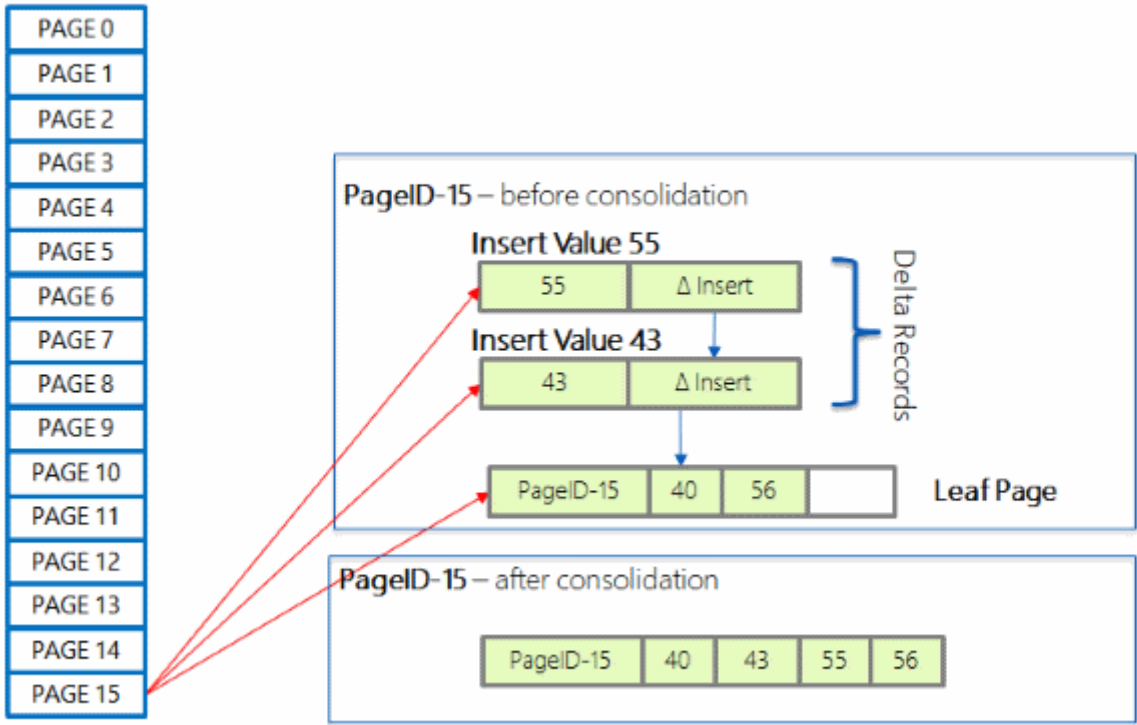 PAGE 0
PAGE 1
PAGE 2
PAGE 3
PAGE 4
PAGE 5
PAGE 6
PAGE 7
PAGE 8
PAGE 9
PAGE 10
PAGE 11
PAGE 12
PAGE 13
PAGE 14
PAGE 15
PageID-15 – before consolidation
Insert Value 55
55 Δ Insert
Insert Value 43
43 Δ Insert
Delta Records
PageID-15 40 56
Leaf Page
PageID-15 – after consolidation
PageID-15 40 43 55 56